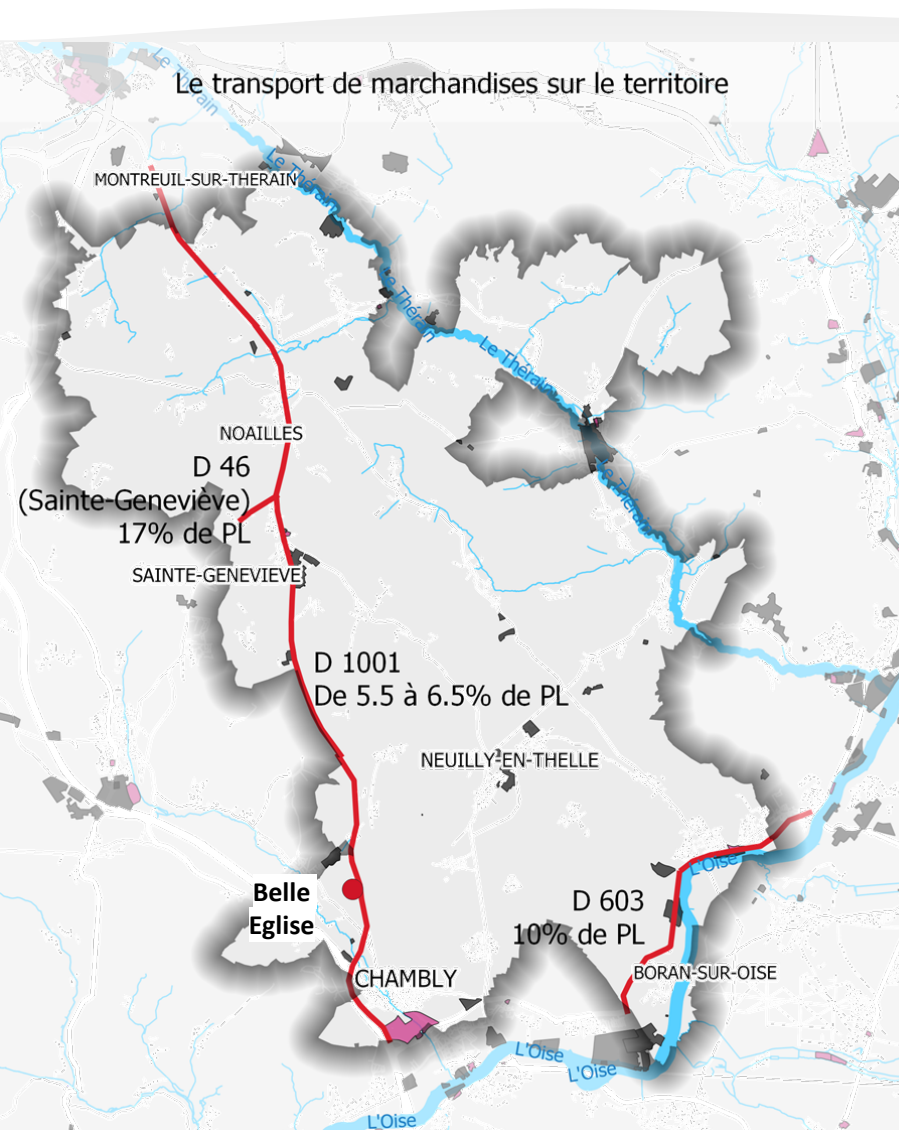 Le transport de marchandises sur le territoire
Le Thérain
Le Thérain
MONTREUIL-SUR-THERAIN
Le Thérain
Le Thérain
NOAILLES
D 46
(Sainte-Geneviève)
17% de PL
Le Thérain
SAINTE-GENEVIEVE
D 1001
De 5.5 à 6.5% de PL
NEUILLY-EN-THELLE
L'Oise
Belle
Eglise
D 603
10% de PL
BORAN-SUR-OISE
CHAMBLY
L'Oise
L'Oise
L'Oise